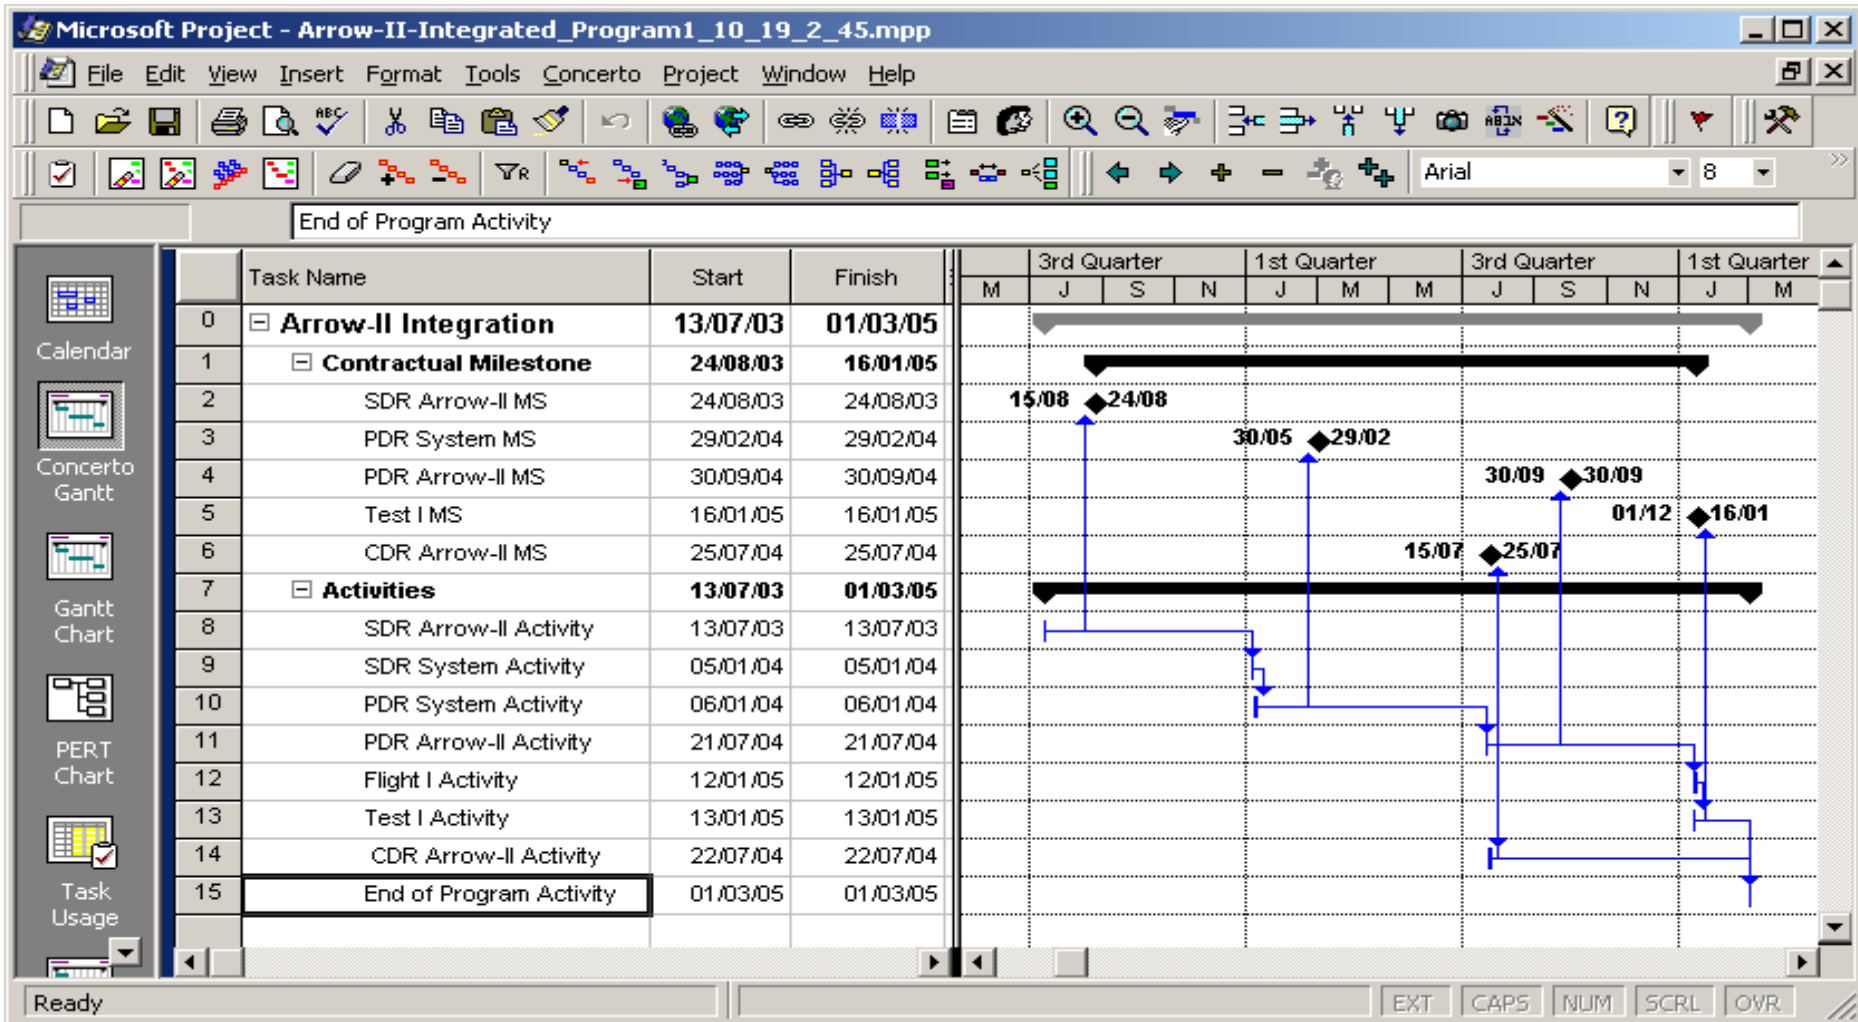 Microsoft Project - Arrow-II-Integrated_Program1_10_19_2_45.mpp
File Edit View Insert Format Tools Concerto Project Window Help
ABC
Arial 8
End of Program Activity
Task Name Start Finish
3rd Quarter 1st Quarter 3rd Quarter 1st Quarter
M J S N J M M J S N J M
0 Arrow-II Integration 13/07/03 01/03/05
1 Contractual Milestone 24/08/03 16/01/05
2 SDR Arrow-II MS 24/08/03 24/08/03 15/08 24/08
3 PDR System MS 29/02/04 29/02/04 30/05 29/02
4 PDR Arrow-II MS 30/09/04 30/09/04 30/09 30/09
5 Test I MS 16/01/05 16/01/05 01/12 16/01
6 CDR Arrow-II MS 25/07/04 25/07/04 15/07 25/07
7 Activities 13/07/03 01/03/05
8 SDR Arrow-II Activity 13/07/03 13/07/03
9 SDR System Activity 05/01/04 05/01/04
10 PDR System Activity 06/01/04 06/01/04
11 PDR Arrow-II Activity 21/07/04 21/07/04
12 Flight I Activity 12/01/05 12/01/05
13 Test I Activity 13/01/05 13/01/05
14 CDR Arrow-II Activity 22/07/04 22/07/04
15 End of Program Activity 01/03/05 01/03/05
Calendar
Concerto
Gantt
Gantt
Chart
PERT
Chart
Task
Usage
Ready EXT CAPS NUM SCRL OVR